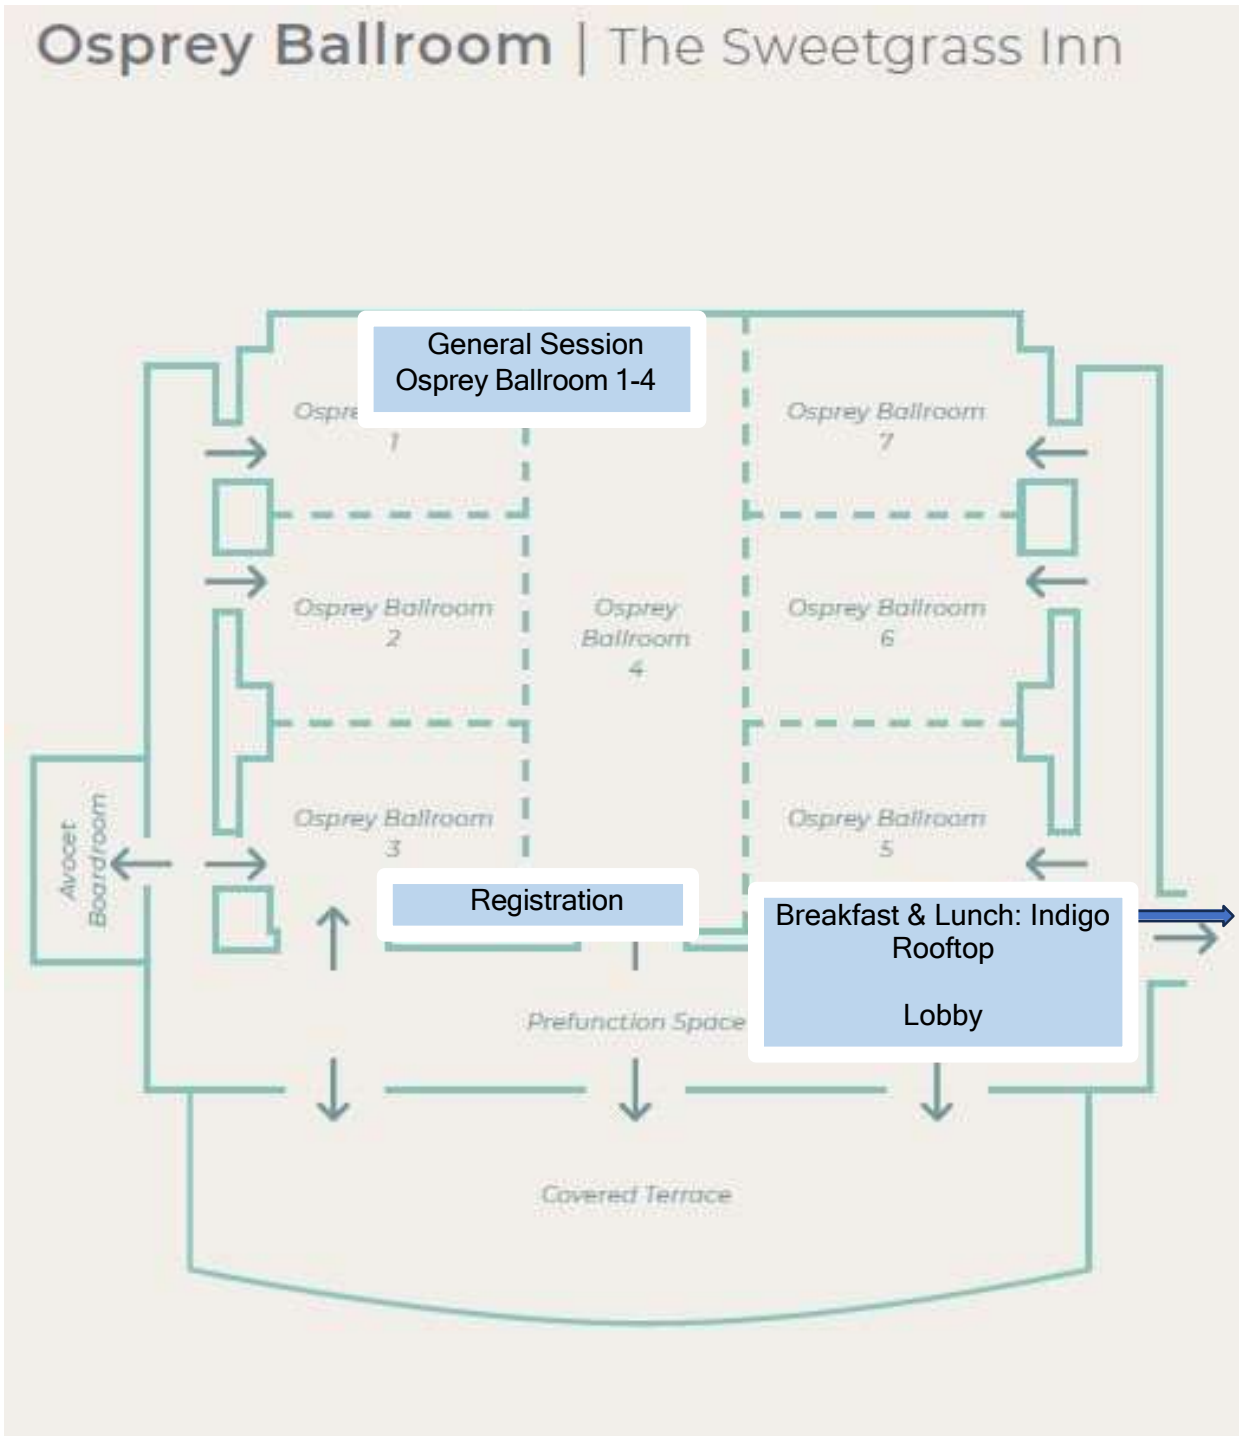 Osprey Ballroom | The Sweetgrass Inn
General Session
Osprey Ballroom 1-4
1
Osprey Ballroom
7
Osprey Ballroom
2
Osprey
Ballroom
4
Osprey Ballroom
6
Osprey Ballroom
3
Osprey Ballroom
5
Avocet
Boardroom
Registration
Breakfast & Lunch: Indigo
Rooftop
Lobby
Prefunction Space
Covered Terrace